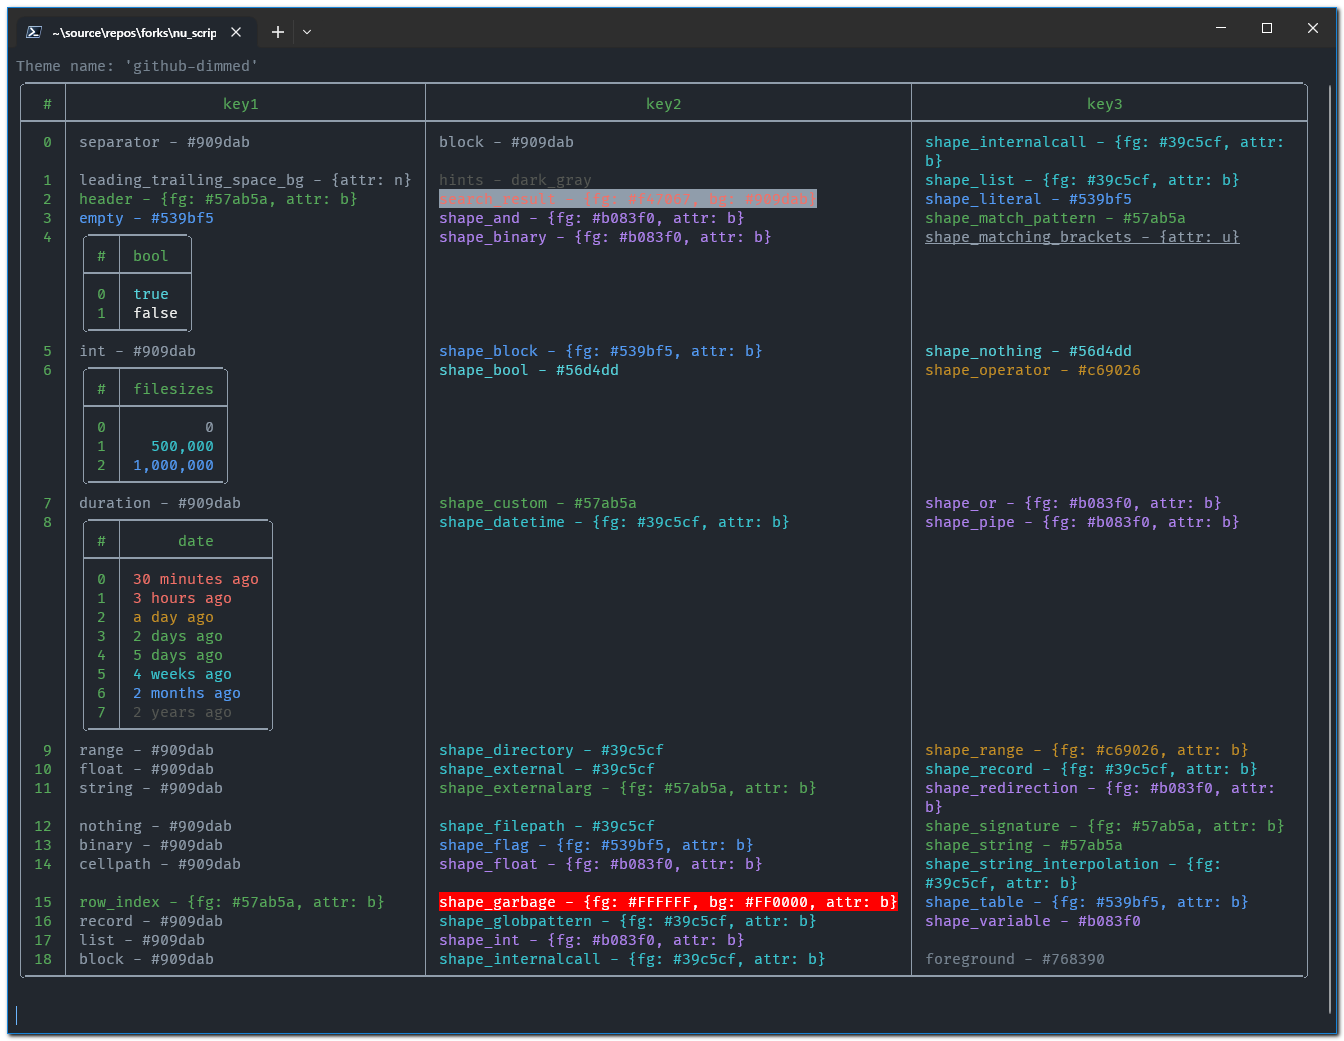 ~\source\repos\forks\nu_scrip
Theme name: 'github-dimmed'
# key1 key2 key3
0 separator - #909dab block - #909dab shape_internalcall - {fg: #39c5cf, attr:
b}
1 leading_trailing_space_bg - {attr: n} hints - dark_gray shape_list - {fg: #39c5cf, attr: b}
2 header - {fg: #57ab5a, attr: b} search_result - {fg: #f47067, bg: #909dab} shape_literal - #539bf5
3 empty - #539bf5 shape_and - {fg: #b083f0, attr: b} shape_match_pattern - #57ab5a
4 shape_binary - {fg: #b083f0, attr: b} shape_matching_brackets - {attr: u}
# bool
0 true
1 false
5 int - #909dab shape_block - {fg: #539bf5, attr: b} shape_nothing - #56d4dd
6 shape_bool - #56d4dd shape_operator - #c69026
# filesizes
0 0
1 500,000
2 1,000,000
7 duration - #909dab shape_custom - #57ab5a shape_or - {fg: #b083f0, attr: b}
8 shape_datetime - {fg: #39c5cf, attr: b} shape_pipe - {fg: #b083f0, attr: b}
# date
0 30 minutes ago
1 3 hours ago
2 a day ago
3 2 days ago
4 5 days ago
5 4 weeks ago
6 2 months ago
7 2 years ago
9 range - #909dab shape_directory - #39c5cf shape_range - {fg: #c69026, attr: b}
10 float - #909dab shape_external - #39c5cf shape_record - {fg: #39c5cf, attr: b}
11 string - #909dab shape_externalarg - {fg: #57ab5a, attr: b} shape_redirection - {fg: #b083f0, attr:
b}
12 nothing - #909dab shape_filepath - #39c5cf shape_signature - {fg: #57ab5a, attr: b}
13 binary - #909dab shape_flag - {fg: #539bf5, attr: b} shape_string - #57ab5a
14 cellpath - #909dab shape_float - {fg: #b083f0, attr: b} shape_string_interpolation - {fg:
#39c5cf, attr: b}
15 row_index - {fg: #57ab5a, attr: b} shape_garbage - {fg: #FFFFFF, bg: #FF0000, attr: b} shape_table - {fg: #539bf5, attr: b}
16 record - #909dab shape_globpattern - {fg: #39c5cf, attr: b} shape_variable - #b083f0
17 list - #909dab shape_int - {fg: #b083f0, attr: b}
18 block - #909dab shape_internalcall - {fg: #39c5cf, attr: b} foreground - #768390